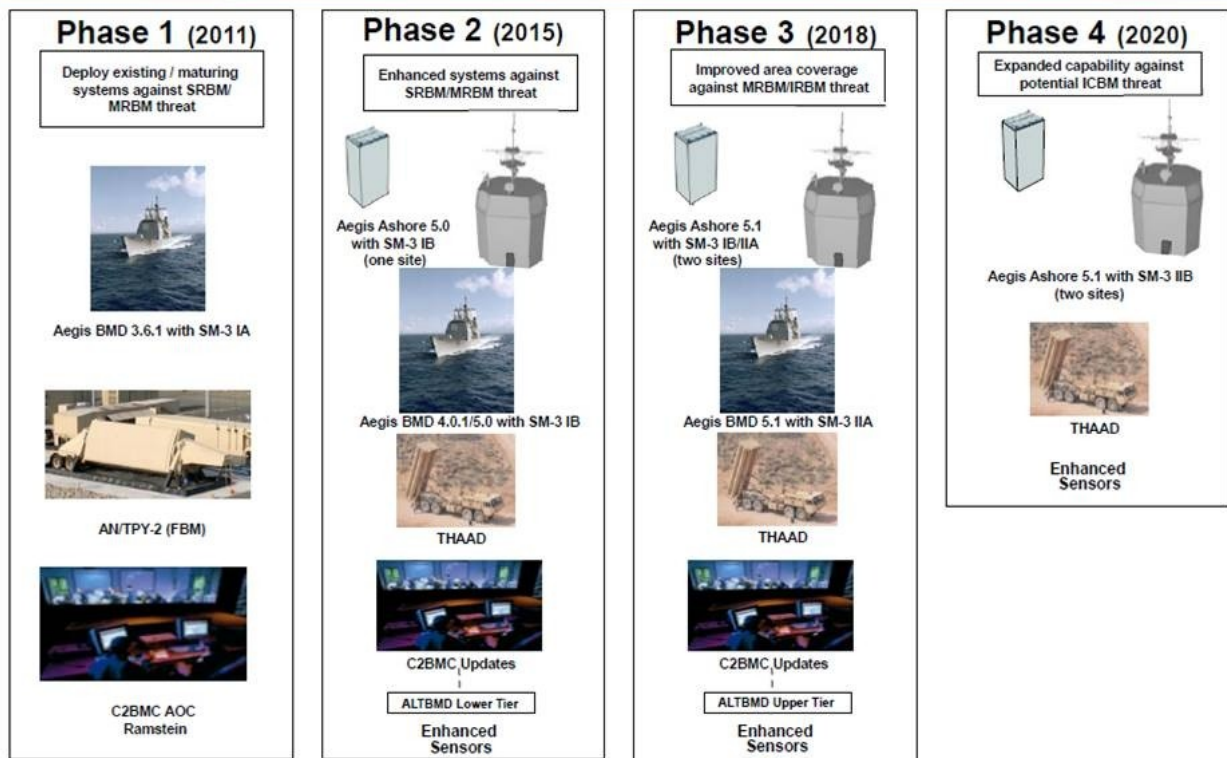 Phase 1 (2011)
Deploy existing / maturing
systems against SRBM/
MRBM threat
Aegis BMD 3.6.1 with SM-3 IA
AN/TPY-2 (FBM)
C2BMC AOC
Ramstein
Phase 2 (2015)
Enhanced systems against
SRBM/MRBM threat
Aegis Ashore 5.0
with SM-3 IB
(one site)
Aegis BMD 4.0.1/5.0 with SM-3 IB
THAAD
C2BMC Updates
ALTBMD Lower Tier
Enhanced
Sensors
Phase 3 (2018)
Improved area coverage
against MRBM/IRBM threat
Aegis Ashore 5.1
with SM-3 IB/IIA
(two sites)
Aegis BMD 5.1 with SM-3 IIA
THAAD
C2BMC Updates
ALTBMD Upper Tier
Enhanced
Sensors
Phase 4 (2020)
Expanded capability against
potential ICBM threat
Aegis Ashore 5.1 with SM-3 IIB
(two sites)
THAAD
Enhanced
Sensors